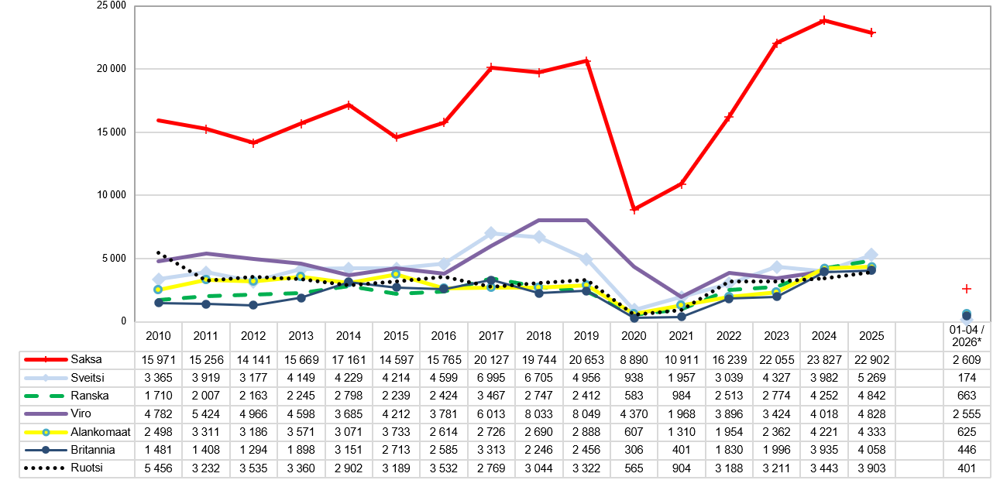 25 000
20 000
15 000
10 000
5 000
0
2010 2011 2012 2013 2014 2015 2016 2017 2018 2019 2020 2021 2022 2023 2024 2025 01-04 /
2026*
Saksa 15 971 15 256 14 141 15 669 17 161 14 597 15 765 20 127 19 744 20 653 8 890 10 911 16 239 22 055 23 827 22 902 2 609
Sveitsi 3 365 3 919 3 177 4 149 4 229 4 214 4 599 6 995 6 705 4 956 938 1 957 3 039 4 327 3 982 5 269 174
Ranska 1 710 2 007 2 163 2 245 2 798 2 239 2 424 3 467 2 747 2 412 583 984 2 513 2 774 4 252 4 842 663
Viro 4 782 5 424 4 966 4 598 3 685 4 212 3 781 6 013 8 033 8 049 4 370 1 968 3 896 3 424 4 018 4 828 2 555
Alankomaat 2 498 3 311 3 186 3 571 3 071 3 733 2 614 2 726 2 690 2 888 607 1 310 1 954 2 362 4 221 4 333 625
Britannia 1 481 1 408 1 294 1 898 3 151 2 713 2 585 3 313 2 246 2 456 306 401 1 830 1 996 3 935 4 058 446
Ruotsi 5 456 3 232 3 535 3 360 2 902 3 189 3 532 2 769 3 044 3 322 565 904 3 188 3 211 3 443 3 903 401